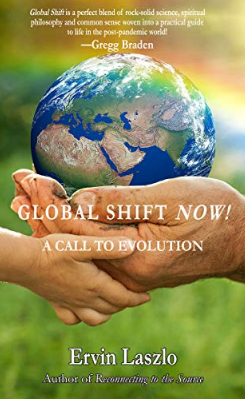 Global Shift is a perfect blend of rock-solid science, spiritual
philosophy and common sense woven into a practical guide
to life in the post-pandemic world!
—Gregg Braden
GLOBAL SHIFT NOW!
A CALL TO EVOLUTION
Ervin Laszlo
Author of Reconnecting to the Source